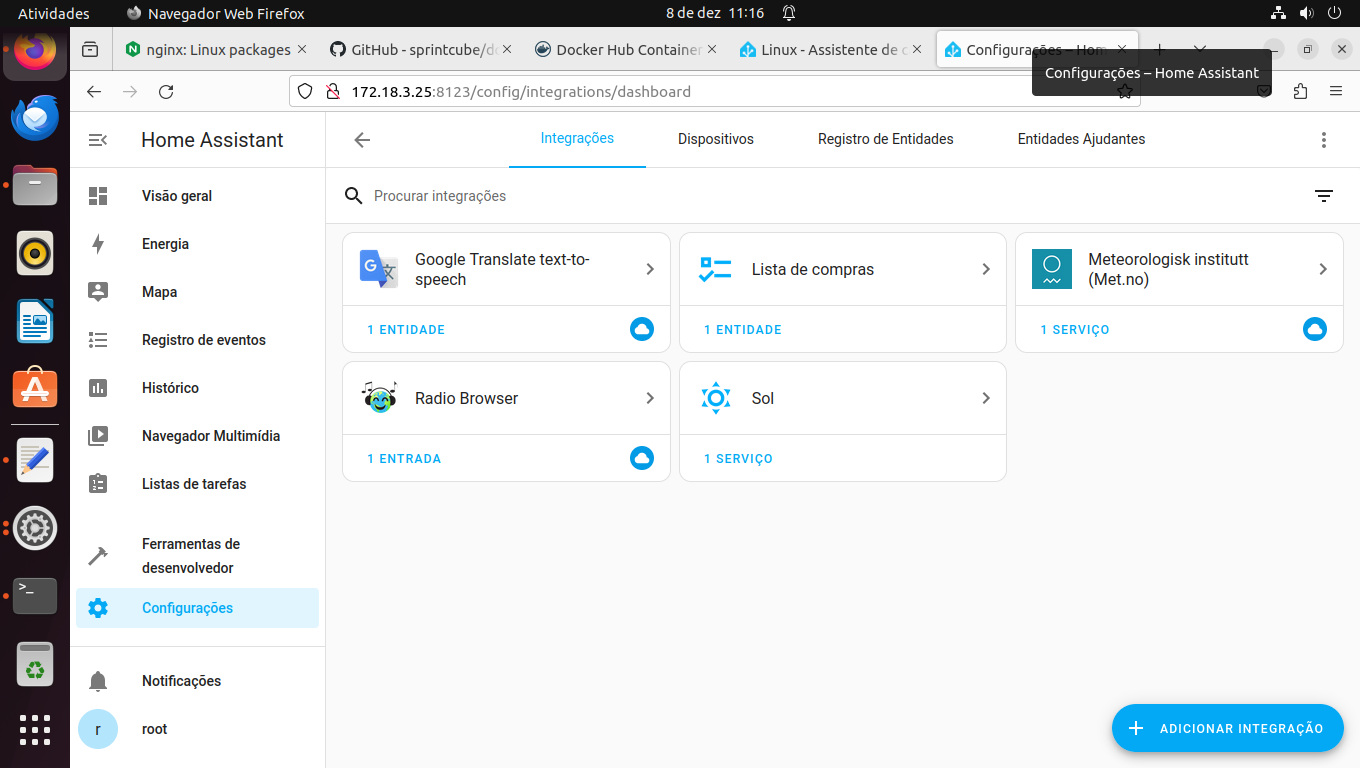 Atividades
Navegador Web Firefox
8 de dez 11:16
nginx: Linux packages
GitHub - sprintcube/do
Docker Hub Container
Linux - Assistente de c
Configurações – Hom
Configurações – Home Assistant
172.18.3.25:8123/config/integrations/dashboard
Home Assistant
Integrações
Dispositivos
Registro de Entidades
Entidades Ajudantes
Procurar integrações
Visão geral
Energia
Mapa
Registro de eventos
Histórico
Navegador Multimídia
Listas de tarefas
Ferramentas de
desenvolvedor
Configurações
Notificações
r
root
Google Translate text-to-
speech
1 ENTIDADE
Lista de compras
1 ENTIDADE
Meteorologisk institutt
(Met.no)
1 SERVIÇO
Radio Browser
1 ENTRADA
Sol
1 SERVIÇO
ADICIONAR INTEGRAÇÃO